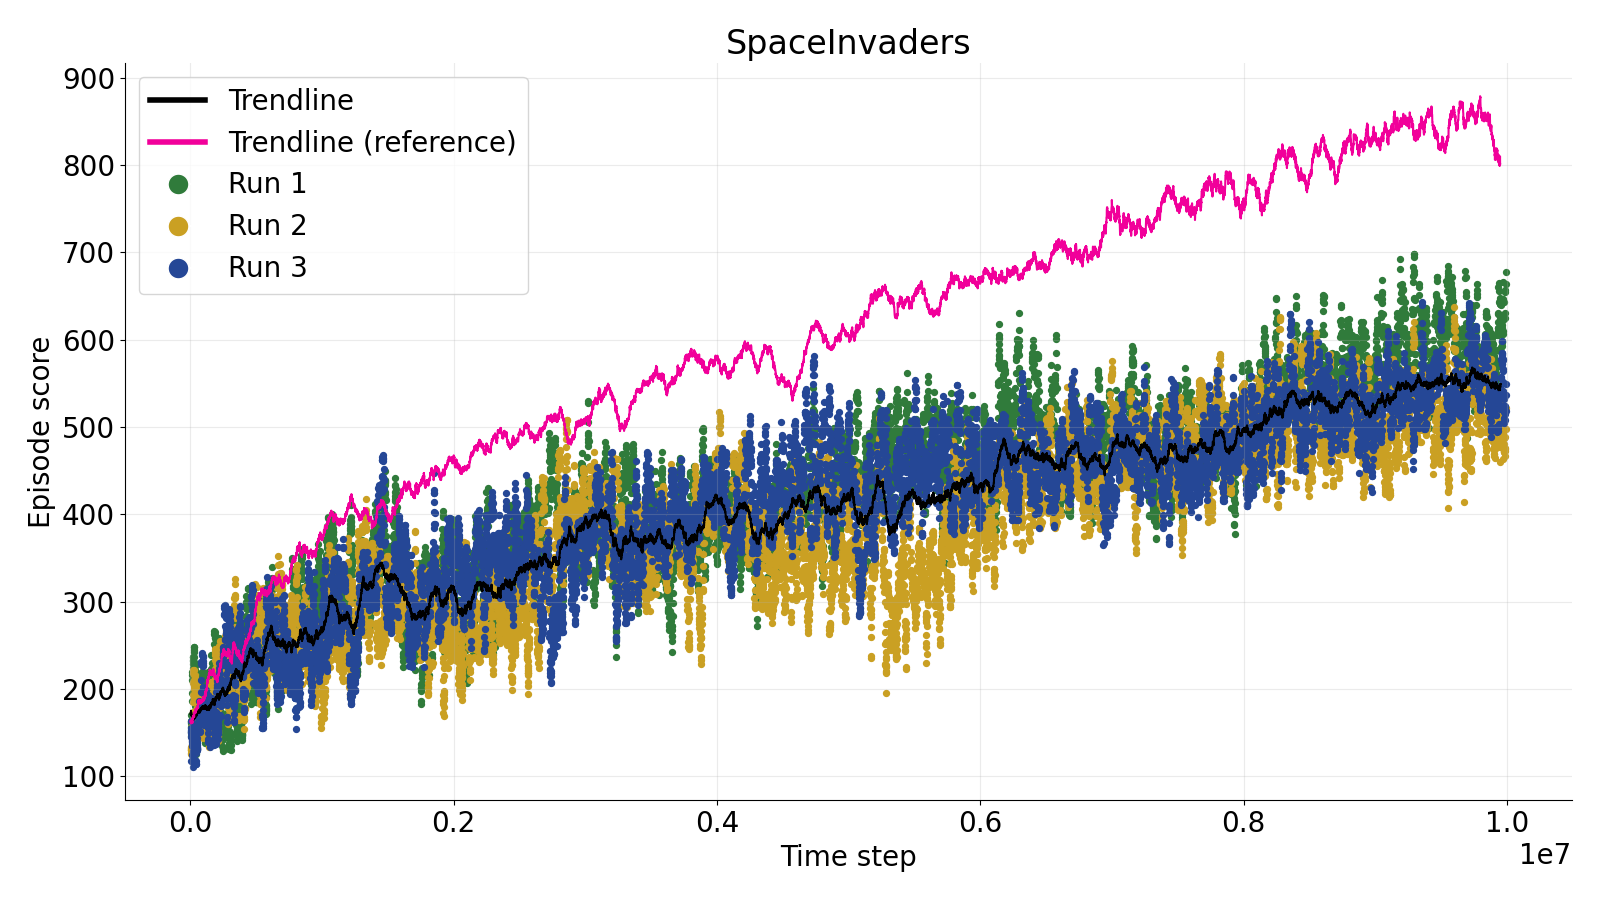 SpaceInvaders
900
800
700
600
500
400
300
200
100
Episode score
Trendline
Trendline (reference)
Run 1
Run 2
Run 3
0.0 0.2 0.4 0.6 0.8 1.0
1e7
Time step